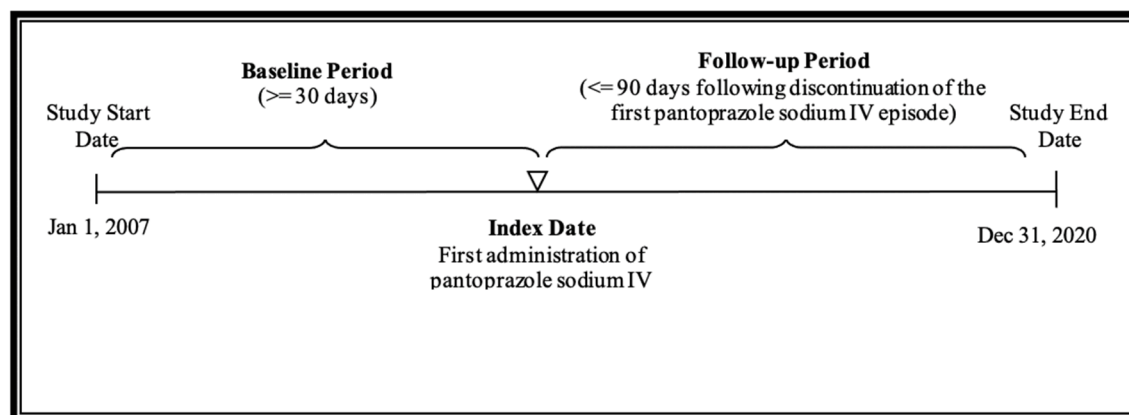 Baseline Period
(>= 30 days)
Follow-up Period
(<= 90 days following discontinuation of the
first pantoprazole sodium IV episode)
Study Start
Date
Study End
Date
Jan 1, 2007
Index Date
First administration of
pantoprazole sodium IV
Dec 31, 2020